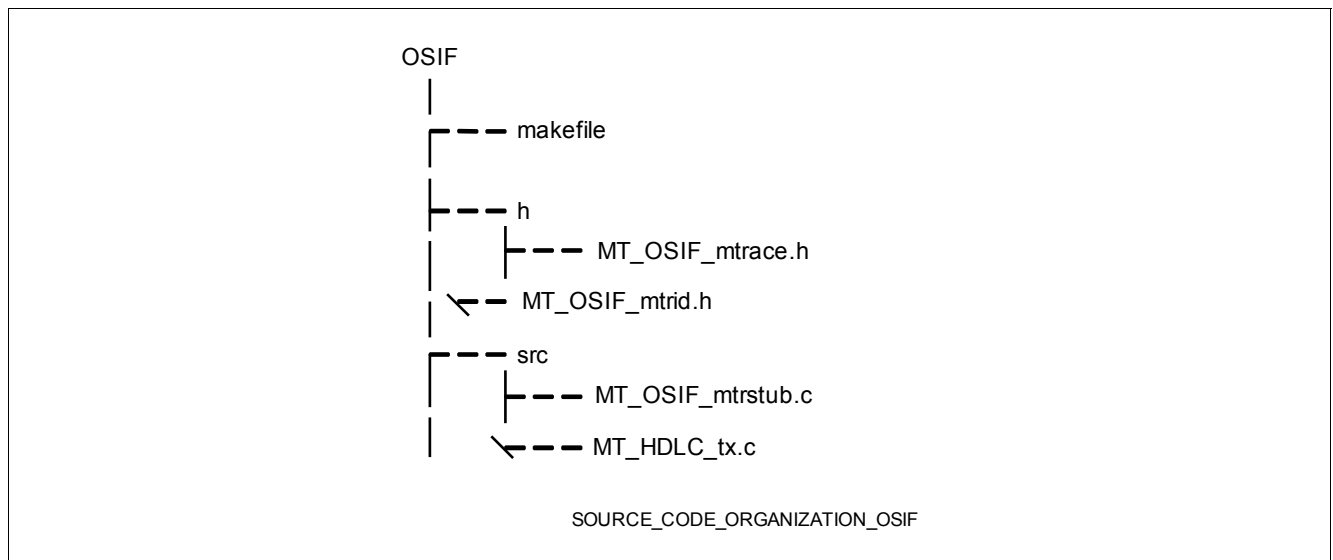 OSIF
makefile
h
MT_OSIF_mtrace.h
MT_OSIF_mtrid.h
src
MT_OSIF_mtrstub.c
MT_HDLC_tx.c
SOURCE_CODE_ORGANIZATION_OSIF